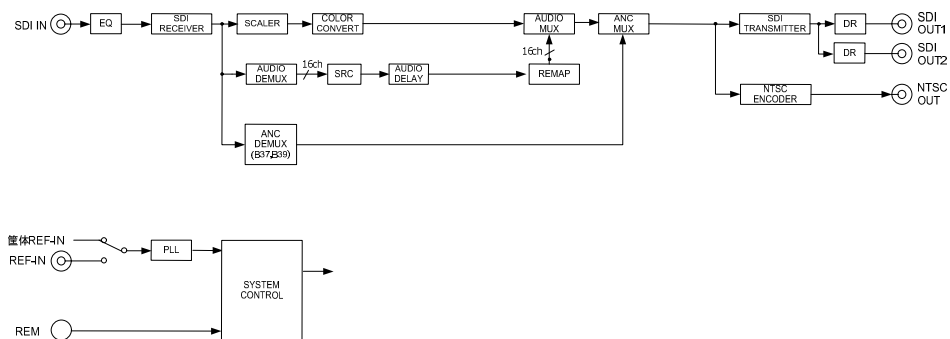 SDI IN
EQ
SDI
RECEIVER
SCALER
COLOR
CONVERT
AUDIO
MUX
ANC
MUX
SDI
TRANSMITTER
DR
SDI
OUT1
DR
SDI
OUT2
16ch
AUDIO
DEMUX
16ch
SRC
AUDIO
DELAY
REMAP
NTSC
ENCODER
NTSC
OUT
ANC
DEMUX
(B37,B39)
筐体REF-IN
REF-IN
PLL
SYSTEM
CONTROL
REM